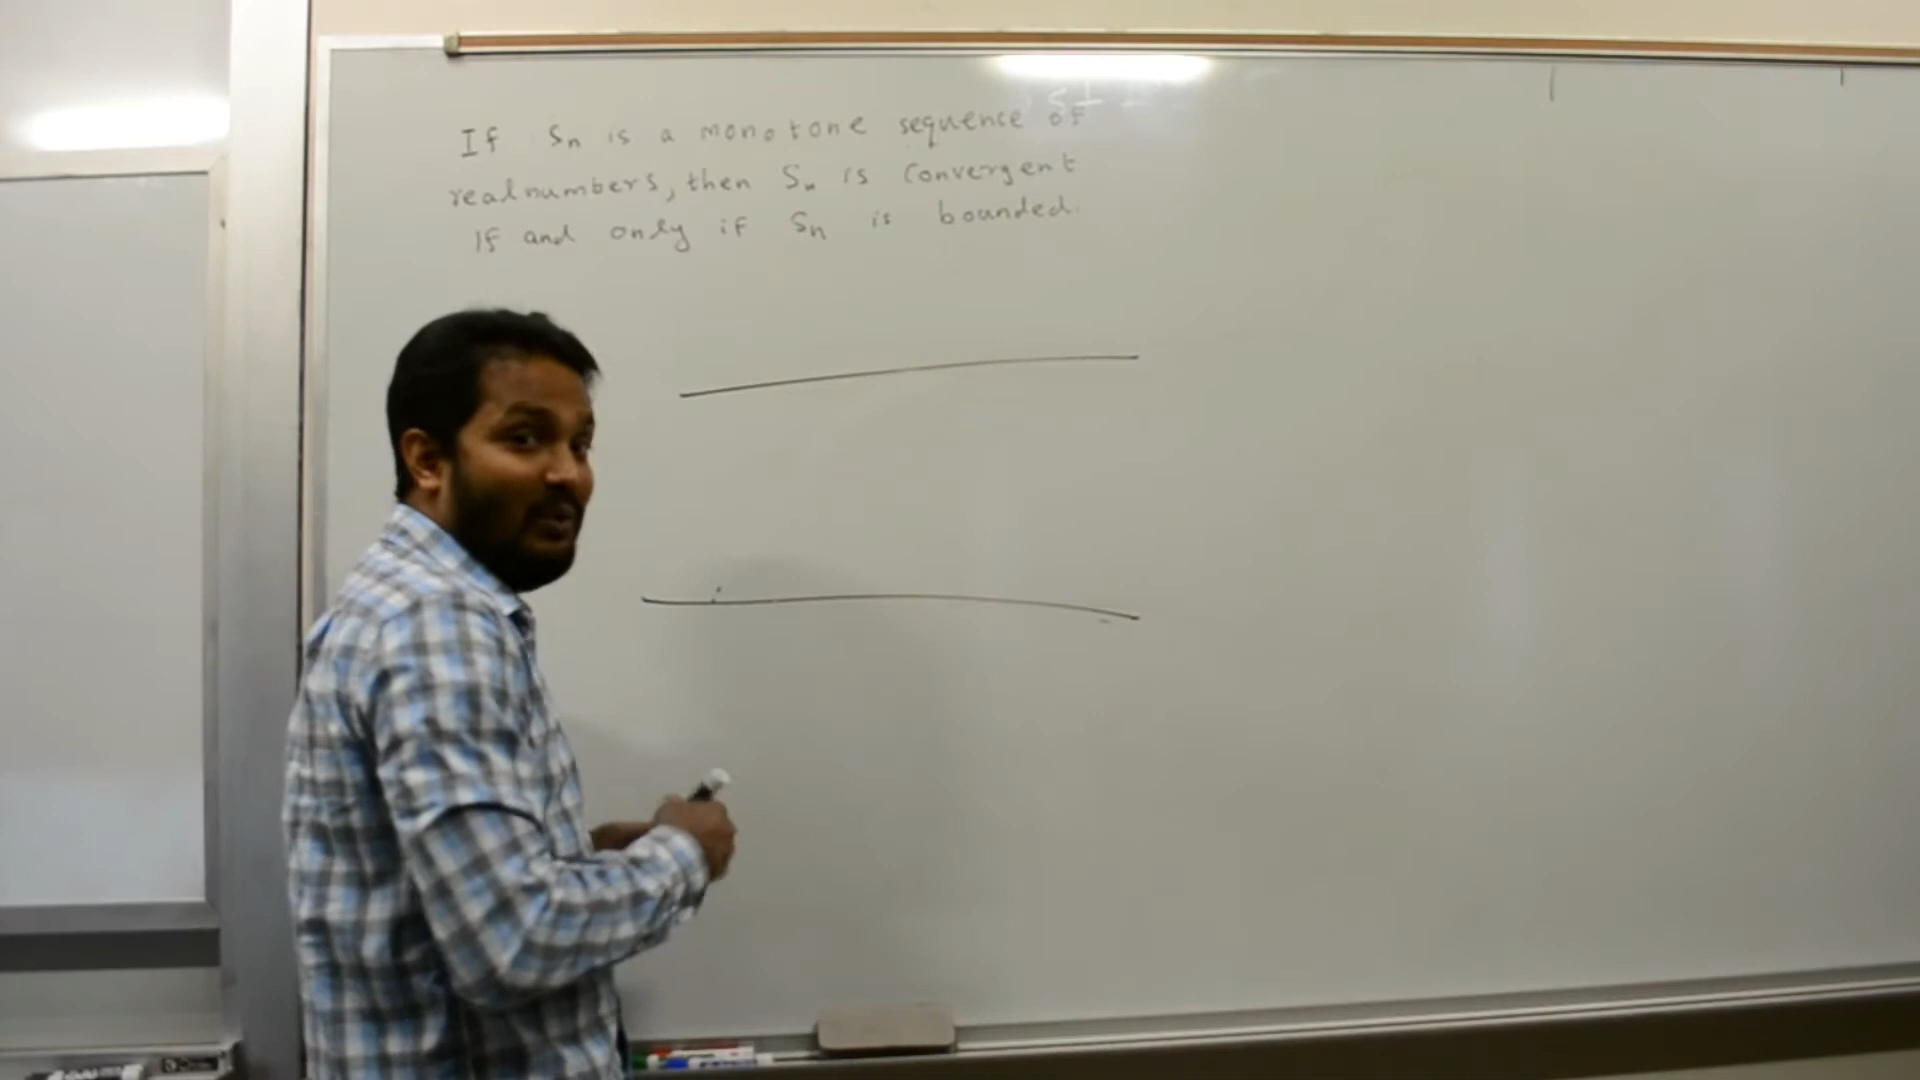 If Sn is a monotone sequence of
real numbers, then Sn is convergent
If and only if Sn is bounded.